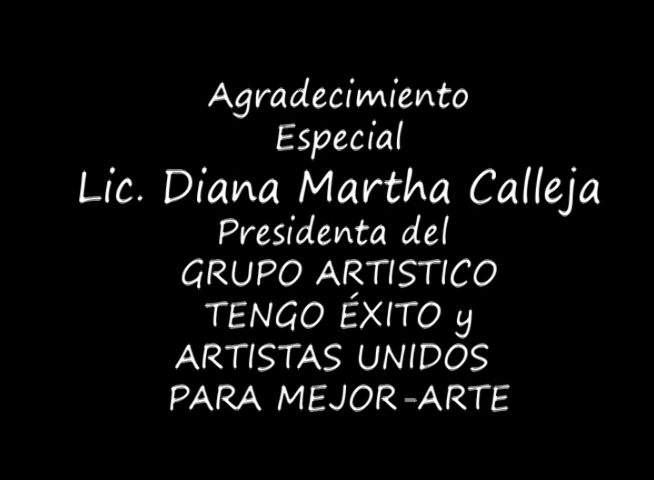 Agradecimiento
Especial
Lic. Diana Martha Calleja
Presidenta del
GRUPO ARTISTICO
TENGO ÉXITO y
ARTISTAS UNIDOS
PARA MEJOR-ARTE